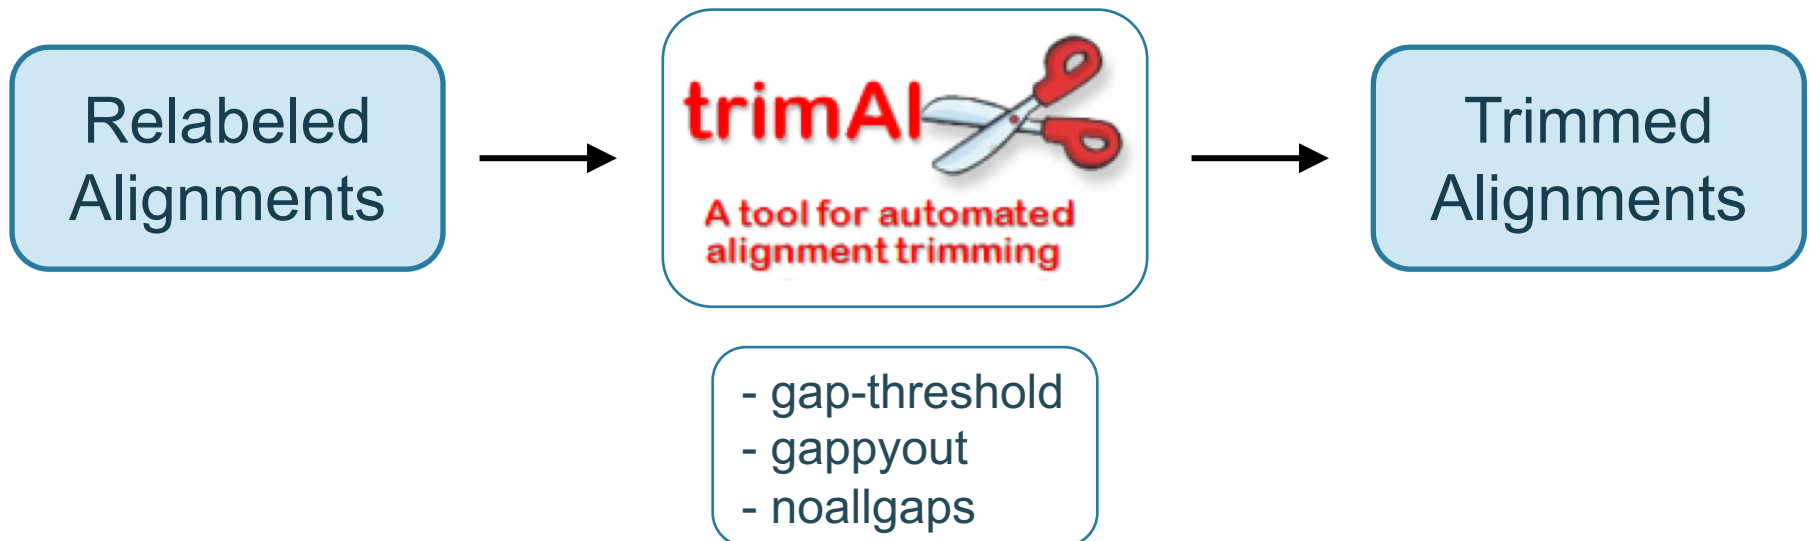 Relabeled
Alignments
trimAl
A tool for automated
alignment trimming
- gap-threshold
- gappyout
- noallgaps
Trimmed
Alignments